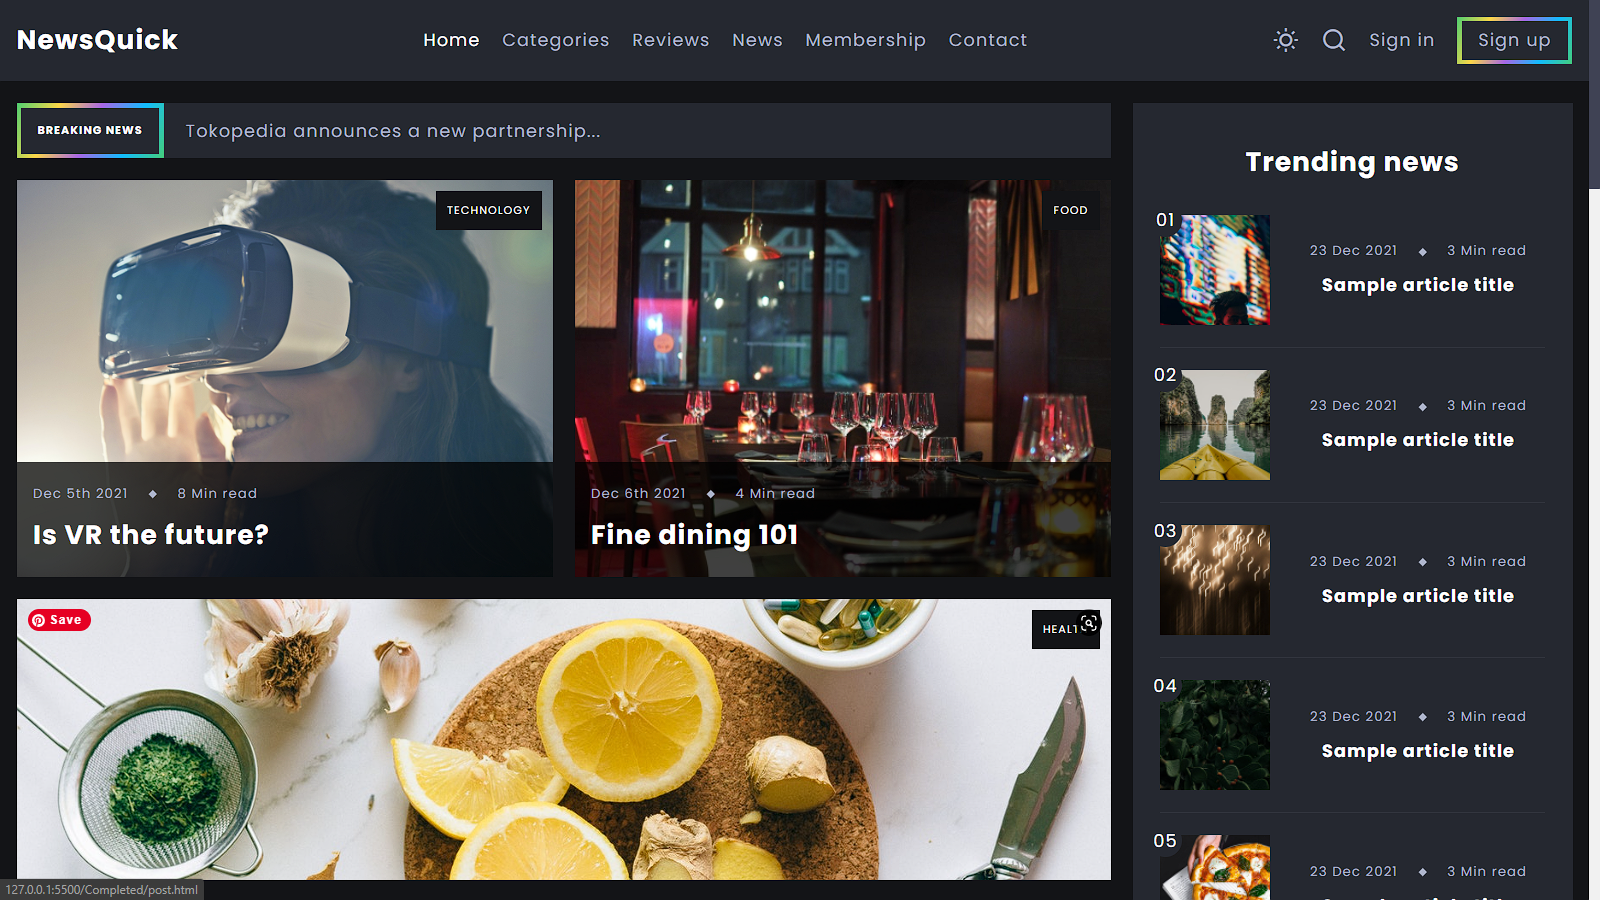 NewsQuick
Home Categories Reviews News Membership Contact
Sign in Sign up
BREAKING NEWS Tokopedia announces a new partnership...
TECHNOLOGY
Dec 5th 2021 ◆ 8 Min read
Is VR the future?
FOOD
Dec 6th 2021 ◆ 4 Min read
Fine dining 101
Save
Trending news
01
23 Dec 2021 ◆ 3 Min read
Sample article title
02
23 Dec 2021 ◆ 3 Min read
Sample article title
03
23 Dec 2021 ◆ 3 Min read
Sample article title
04
23 Dec 2021 ◆ 3 Min read
Sample article title
05
23 Dec 2021 ◆ 3 Min read
127.0.0.1:5500/Completed/post.html